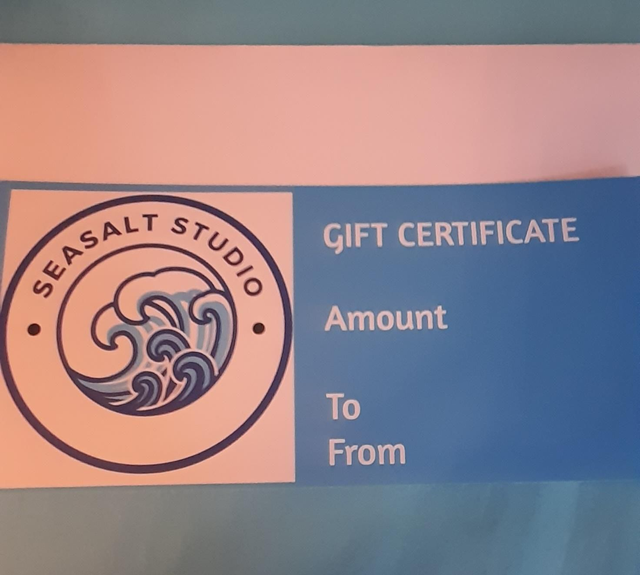 SEASALT STUDIO
GIFT CERTIFICATE
Amount
To
From